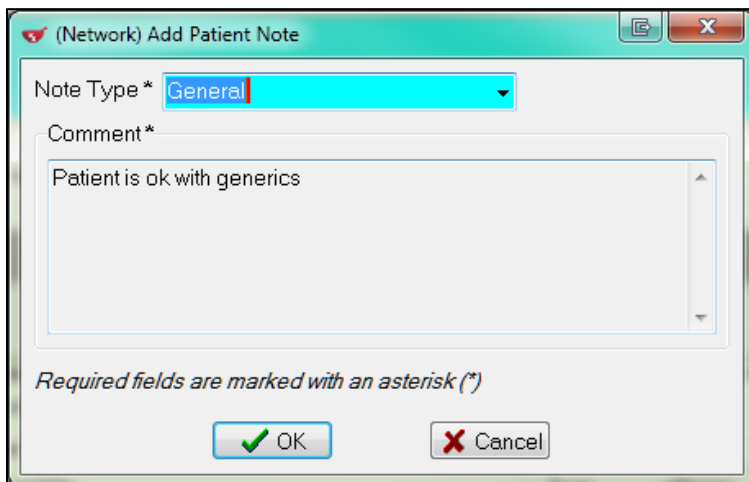 (Network) Add Patient Note
Note Type * General
Comment *
Patient is ok with generics
Required fields are marked with an asterisk (*)
OK Cancel